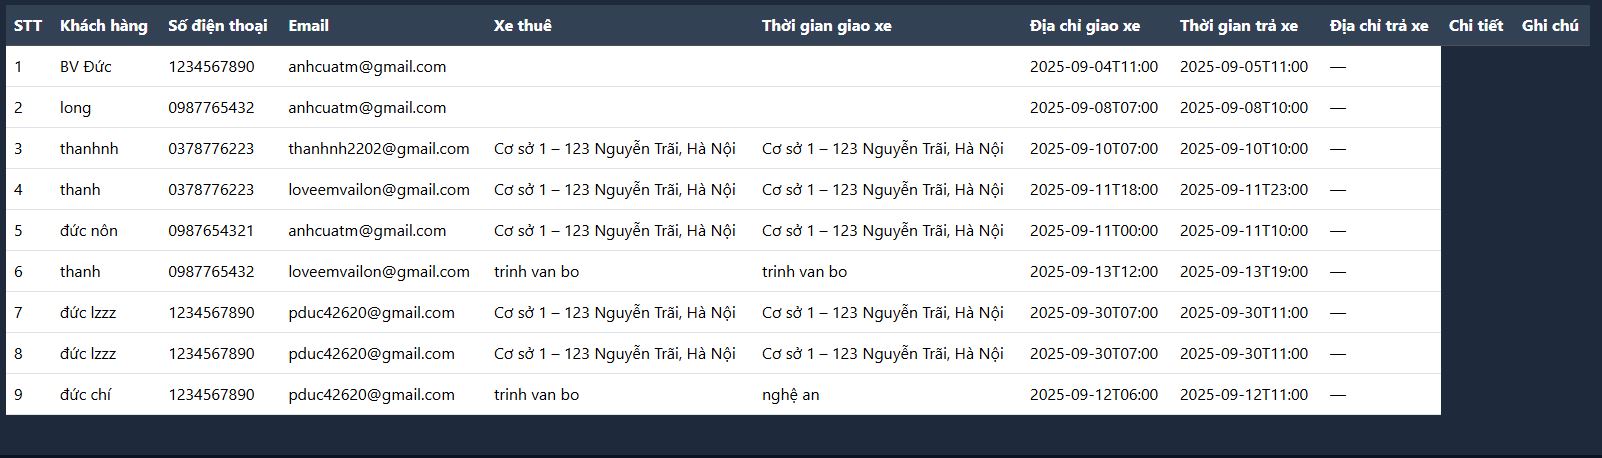 STT Khách hàng Số điện thoại Email Xe thuê Thời gian giao xe Địa chỉ giao xe Thời gian trả xe Địa chỉ trả xe Chi tiết Ghi chú
1 BV Đức 1234567890 anhcuatm@gmail.com 2025-09-04T11:00 2025-09-05T11:00 —
2 long 0987765432 anhcuatm@gmail.com 2025-09-08T07:00 2025-09-08T10:00 —
3 thanhnh 0378776223 thanhnh2202@gmail.com Cơ sở 1 – 123 Nguyễn Trãi, Hà Nội Cơ sở 1 – 123 Nguyễn Trãi, Hà Nội 2025-09-10T07:00 2025-09-10T10:00 —
4 thanh 0378776223 loveemvailon@gmail.com Cơ sở 1 – 123 Nguyễn Trãi, Hà Nội Cơ sở 1 – 123 Nguyễn Trãi, Hà Nội 2025-09-11T18:00 2025-09-11T23:00 —
5 đức nôn 0987654321 anhcuatm@gmail.com Cơ sở 1 – 123 Nguyễn Trãi, Hà Nội Cơ sở 1 – 123 Nguyễn Trãi, Hà Nội 2025-09-11T00:00 2025-09-11T10:00 —
6 thanh 0987765432 loveemvailon@gmail.com trinh van bo trinh van bo 2025-09-13T12:00 2025-09-13T19:00 —
7 đức lzzz 1234567890 pduc42620@gmail.com Cơ sở 1 – 123 Nguyễn Trãi, Hà Nội Cơ sở 1 – 123 Nguyễn Trãi, Hà Nội 2025-09-30T07:00 2025-09-30T11:00 —
8 đức lzzz 1234567890 pduc42620@gmail.com Cơ sở 1 – 123 Nguyễn Trãi, Hà Nội Cơ sở 1 – 123 Nguyễn Trãi, Hà Nội 2025-09-30T07:00 2025-09-30T11:00 —
9 đức chí 1234567890 pduc42620@gmail.com trinh van bo nghệ an 2025-09-12T06:00 2025-09-12T11:00 —